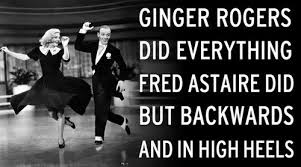 GINGER ROGERS
DID EVERYTHING
FRED ASTAIRE DID
BUT BACKWARDS
AND IN HIGH HEELS